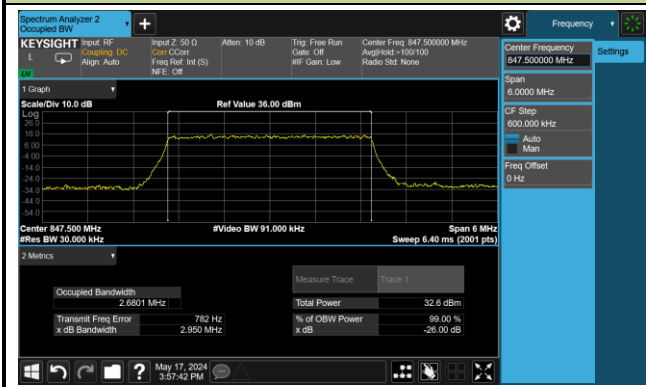 Spectrum Analyzer 2
Occupied BW
+
Frequency
KEYSIGHT Input: RF Input Z: 50 Ω Atten: 10 dB Trig: Free Run Center Freq: 847.500000 MHz
L Coupling: DC Corr CCorr Gate: Off Avg|Hold:>100/100
Align: Auto Freq Ref: Int (S) #IF Gain: Low Radio Std: None
NFE: Off
Center Frequency
847.500000 MHz
Settings
Span
6.0000 MHz
CF Step
600.000 kHz
Auto
Man
Freq Offset
0 Hz
1 Graph
Scale/Div 10.0 dB Ref Value 36.00 dBm
Log
26.0
16.0
6.00
-4.00
-14.0
-24.0
-34.0
-44.0
-54.0
Center 847.500 MHz #Video BW 91.000 kHz Span 6 MHz
#Res BW 30.000 kHz Sweep 6.40 ms (2001 pts)
2 Metrics
Measure Trace Trace 1
Occupied Bandwidth
2.6801 MHz Total Power 32.6 dBm
Transmit Freq Error 782 Hz % of OBW Power 99.00 %
x dB Bandwidth 2.950 MHz x dB -26.00 dB
?
May 17, 2024
3:57:42 PM